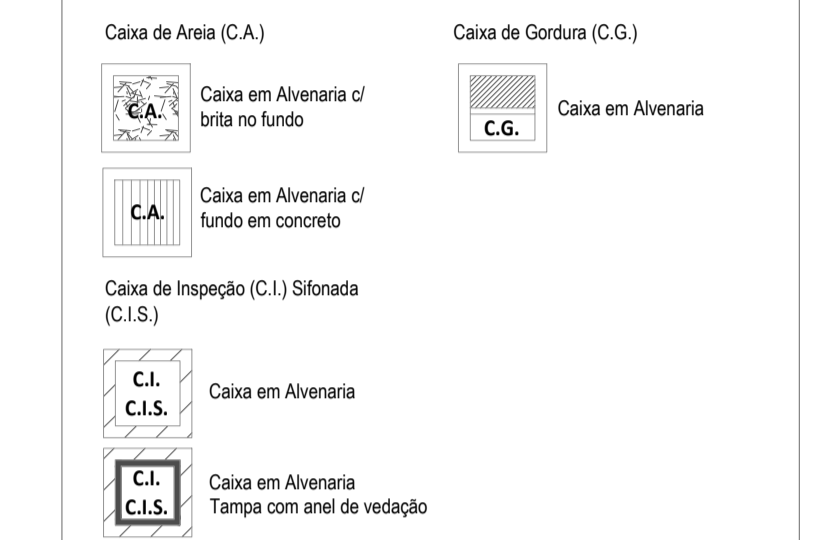 Caixa de Areia (C.A.)
C.A.
Caixa em Alvenaria c/
brita no fundo
C.A.
Caixa em Alvenaria c/
fundo em concreto
Caixa de Gordura (C.G.)
C.G.
Caixa em Alvenaria
Caixa de Inspeção (C.I.) Sifonada
(C.I.S.)
C.I.
C.I.S.
Caixa em Alvenaria
C.I.
C.I.S.
Caixa em Alvenaria
Tampa com anel de vedação